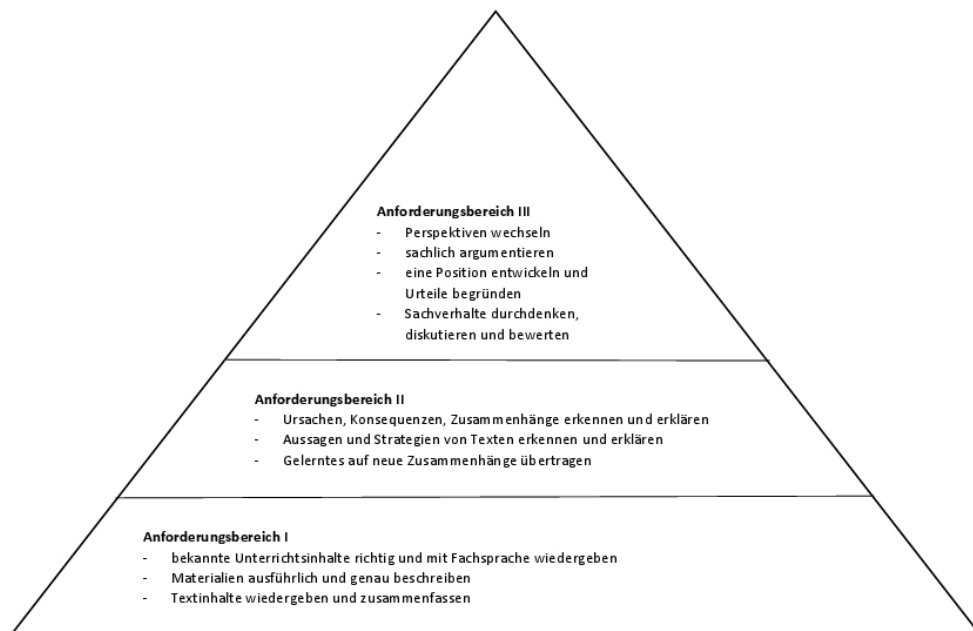 Anforderungsbereich III
- Perspektiven wechseln
- sachlich argumentieren
- eine Position entwickeln und
Urteile begründen
- Sachverhalte durchdenken,
diskutieren und bewerten
Anforderungsbereich II
- Ursachen, Konsequenzen, Zusammenhänge erkennen und erklären
- Aussagen und Strategien von Texten erkennen und erklären
- Gelerntes auf neue Zusammenhänge übertragen
Anforderungsbereich I
- bekannte Unterrichtsinhalte richtig und mit Fachsprache wiedergeben
- Materialien ausführlich und genau beschreiben
- Textinhalte wiedergeben und zusammenfassen